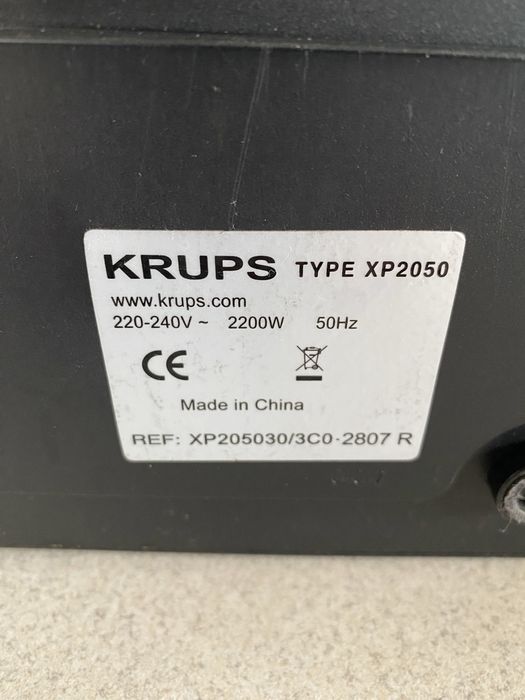 KRUPS TYPE XP2050
www.krups.com
220-240V ~ 2200W 50Hz
CE
Made in China
REF: XP205030/3C0-2807 R